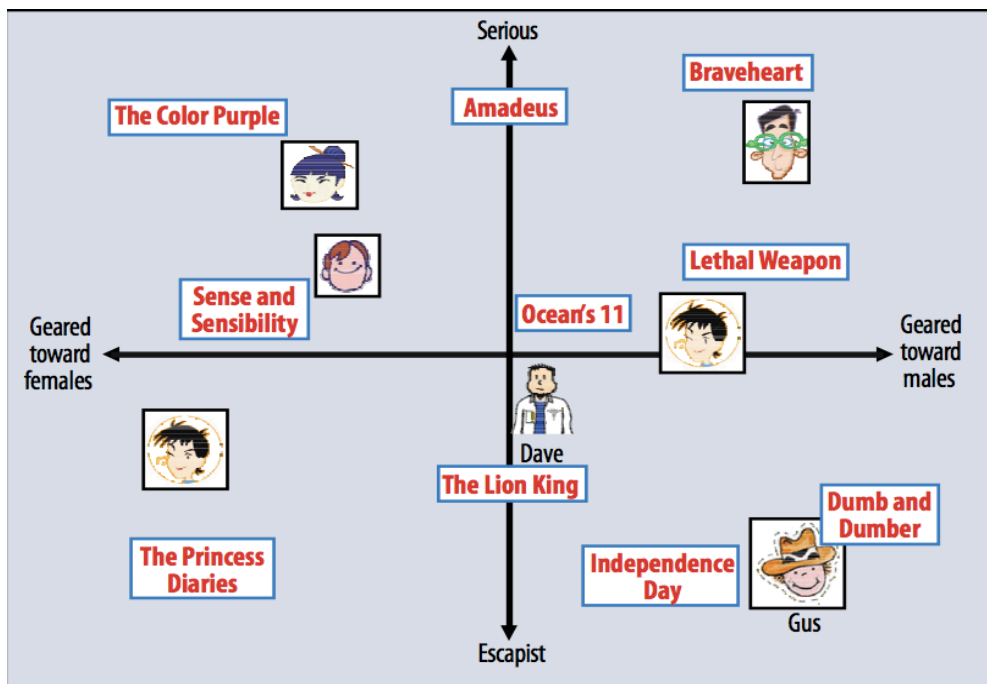 Serious
Braveheart
The Color Purple
Amadeus
Lethal Weapon
Sense and
Sensibility
Ocean's 11
Geared
toward
females
Geared
toward
males
Dave
The Lion King
Dumb and
Dumber
The Princess
Diaries
Independence
Day
Gus
Escapist